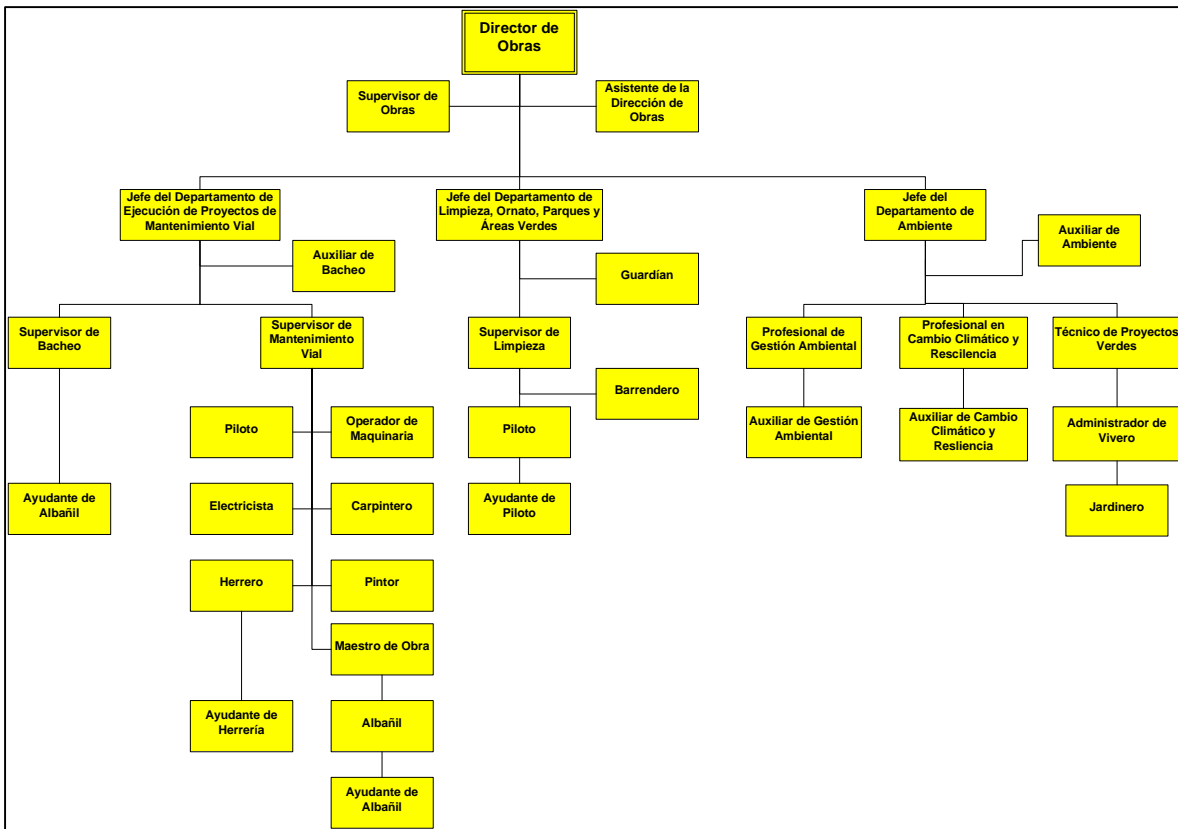 Director de
Obras
Supervisor de
Obras
Asistente de la
Dirección de
Obras
Jefe del Departamento de
Ejecución de Proyectos de
Mantenimiento Vial
Jefe del Departamento de
Limpieza, Ornato, Parques y
Áreas Verdes
Jefe del
Departamento de
Ambiente
Auxiliar de
Bacheo
Guardían
Auxiliar de
Ambiente
Supervisor de
Bacheo
Supervisor de
Mantenimiento
Vial
Supervisor de
Limpieza
Profesional de
Gestión Ambiental
Profesional en
Cambio Climático y
Rescilencia
Técnico de Proyectos
Verdes
Barrendero
Piloto
Operador de
Maquinaria
Piloto
Auxiliar de Gestión
Ambiental
Auxiliar de Cambio
Climático y
Resliencia
Administrador de
Vivero
Ayudante de
Albañil
Electricista
Carpintero
Ayudante de
Piloto
Jardinero
Herrero
Pintor
Maestro de Obra
Ayudante de
Herrería
Albañil
Ayudante de
Albañil